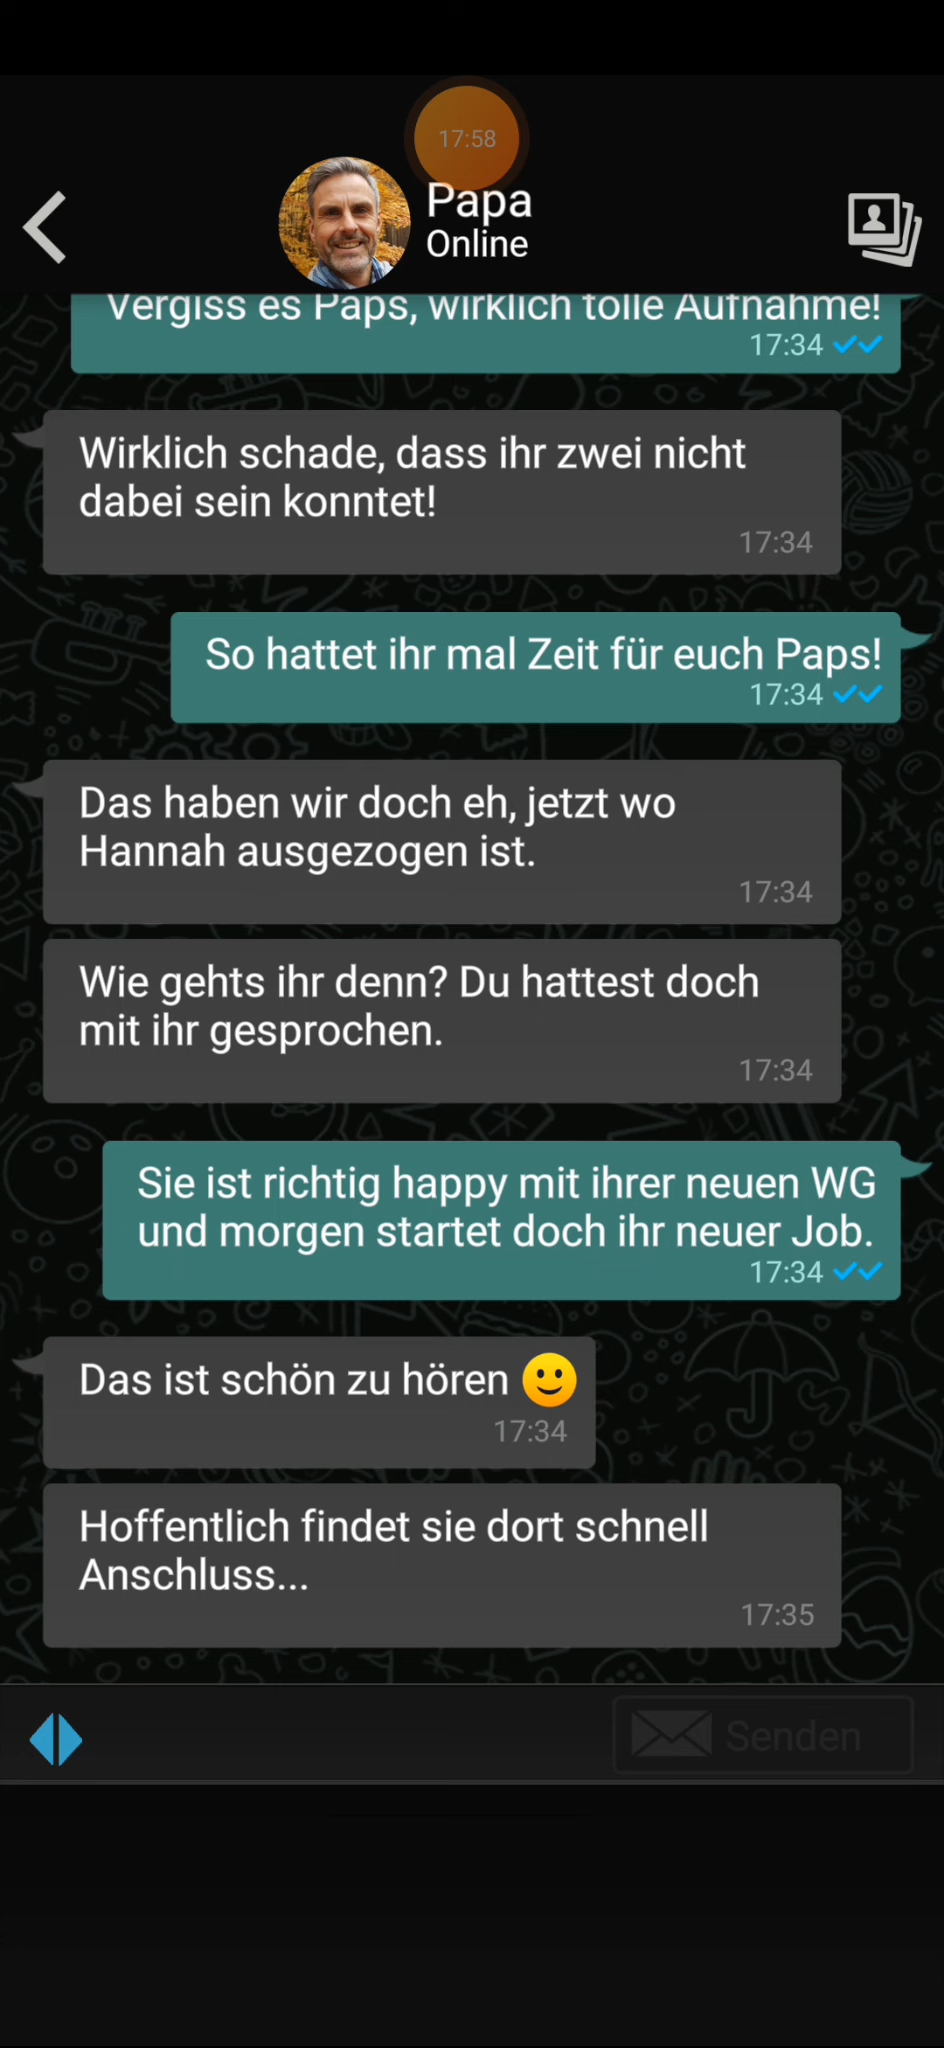 17:58
Papa
Online
Vergiss es Paps, wirklich tolle Aufnahme!
17:34
Wirklich schade, dass ihr zwei nicht
dabei sein konntet!
17:34
So hattet ihr mal Zeit für euch Paps!
17:34
Das haben wir doch eh, jetzt wo
Hannah ausgezogen ist.
17:34
Wie gehts ihr denn? Du hattest doch
mit ihr gesprochen.
17:34
Sie ist richtig happy mit ihrer neuen WG
und morgen startet doch ihr neuer Job.
17:34
Das ist schön zu hören 🙂
17:34
Hoffentlich findet sie dort schnell
Anschluss...
17:35
Senden